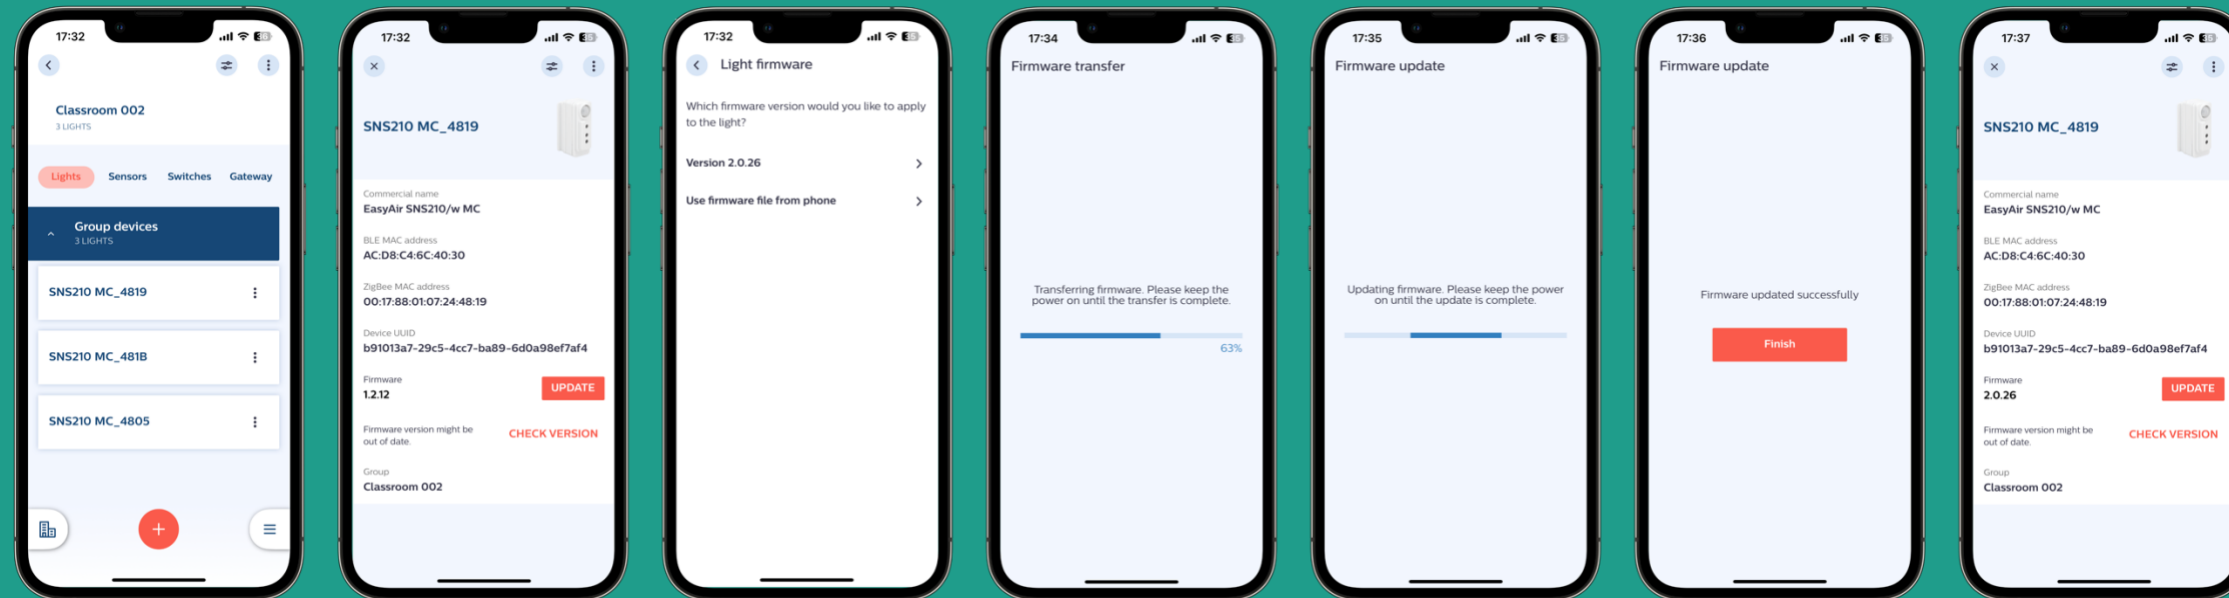 17:32
Classroom 002
3 LIGHTS
Lights Sensors Switches Gateway
Group devices
3 LIGHTS
SNS210 MC_4819
SNS210 MC_481B
SNS210 MC_4805
17:32
SNS210 MC_4819
Commercial name
EasyAir SNS210/w MC
BLE MAC address
AC:D8:C4:6C:40:30
ZigBee MAC address
00:17:88:01:07:24:48:19
Device UUID
b91013a7-29c5-4cc7-ba89-6d0a98ef7af4
Firmware
1.2.12
UPDATE
Firmware version might be
out of date.
CHECK VERSION
Group
Classroom 002
17:32
Light firmware
Which firmware version would you like to apply
to the light?
Version 2.0.26
Use firmware file from phone
17:34
Firmware transfer
Transferring firmware. Please keep the
power on until the transfer is complete.
63%
17:35
Firmware update
Updating firmware. Please keep the power
on until the update is complete.
17:36
Firmware update
Firmware updated successfully
Finish
17:37
SNS210 MC_4819
Commercial name
EasyAir SNS210/w MC
BLE MAC address
AC:D8:C4:6C:40:30
ZigBee MAC address
00:17:88:01:07:24:48:19
Device UUID
b91013a7-29c5-4cc7-ba89-6d0a98ef7af4
Firmware
2.0.26
UPDATE
Firmware version might be
out of date.
CHECK VERSION
Group
Classroom 002